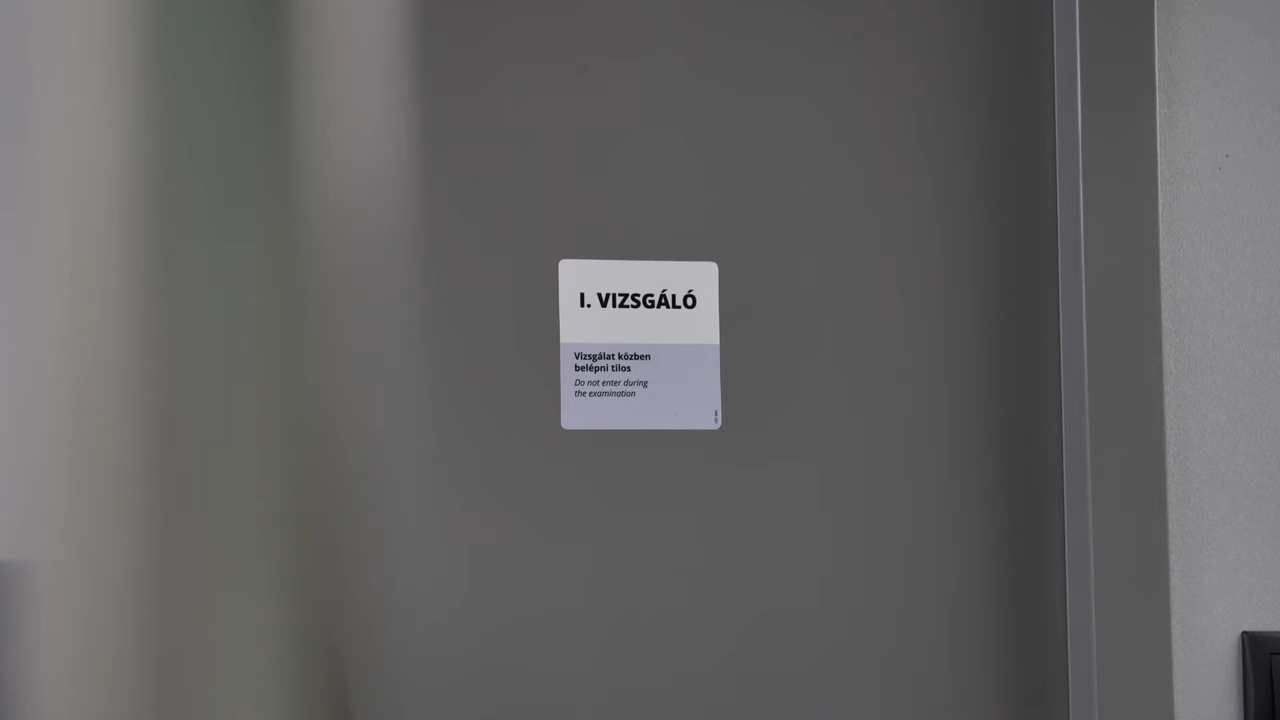 I. VIZSGÁLÓ
Vizsgálat közben
belépni tilos
Do not enter during
the examination